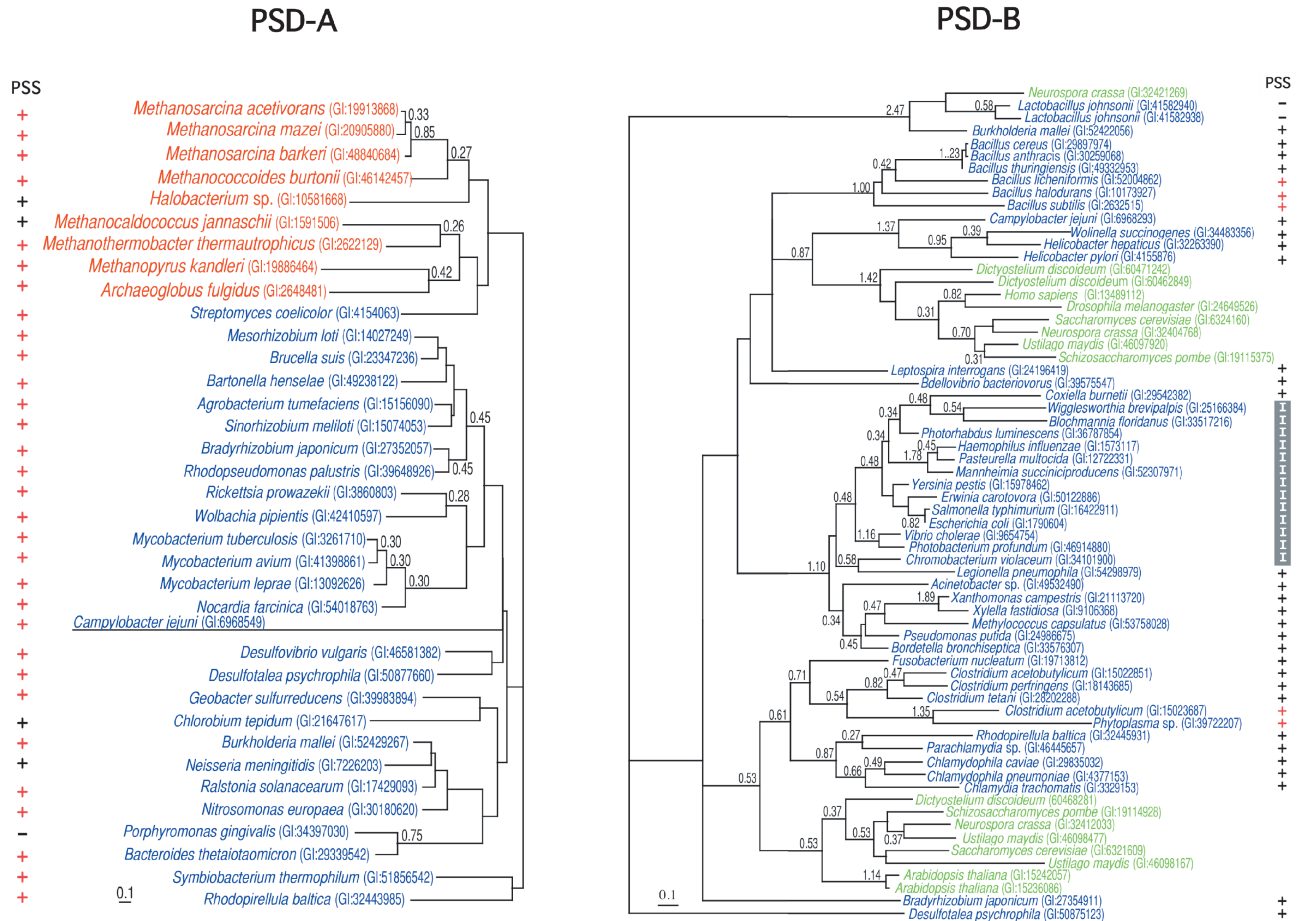 PSD-A
PSS
+ Methanosarcina acetivorans (GI:19913868)
0.33
+ Methanosarcina mazei (GI:20905880)
0.85
+ Methanosarcina barkeri (GI:48840684)
0.27
+ Methanococcoides burtonii (GI:46142457)
+ Halobacterium sp. (GI:10581668)
+ Methanocaldococcus jannaschii (GI:1591506)
0.26
+ Methanothermobacter thermautrophicus (GI:2622129)
+ Methanopyrus kandleri (GI:19886464)
0.42
+ Archaeoglobus fulgidus (GI:2648481)
+ Streptomyces coelicolor (GI:4154063)
+ Mesorhizobium loti (GI:14027249)
+ Brucella suis (GI:23347236)
+ Bartonella henselae (GI:49238122)
+ Agrobacterium tumefaciens (GI:15156090)
0.45
+ Sinorhizobium meliloti (GI:15074053)
+ Bradyrhizobium japonicum (GI:27352057)
0.45
+ Rhodopseudomonas palustris (GI:39648926)
+ Rickettsia prowazekii (GI:3860803)
0.28
+ Wolbachia pipientis (GI:42410597)
+ Mycobacterium tuberculosis (GI:3261710)
0.30
+ Mycobacterium avium (GI:41398861)
0.30
+ Mycobacterium leprae (GI:13092626)
0.30
+ Nocardia farcinica (GI:54018763)
+ Campylobacter jejuni (GI:6968549)
+ Desulfovibrio vulgaris (GI:46581382)
+ Desulfotalea psychrophila (GI:50877660)
+ Geobacter sulfurreducens (GI:39983894)
+ Chlorobium tepidum (GI:21647617)
+ Burkholderia mallei (GI:52429267)
+ Neisseria meningitidis (GI:7226203)
+ Ralstonia solanacearum (GI:17429093)
+ Nitrosomonas europaea (GI:30180620)
– Porphyromonas gingivalis (GI:34397030)
0.75
+ Bacteroides thetaiotaomicron (GI:29339542)
+ Symbiobacterium thermophilum (GI:51856542)
0.1
+ Rhodopirellula baltica (GI:32443985)
PSD-B
PSS
Neurospora crassa (GI:32421269)
2.47
0.58 Lactobacillus johnsonii (GI:41582940) –
Lactobacillus johnsonii (GI:41582938) –
Burkholderia mallei (GI:52422056) +
Bacillus cereus (GI:29897974) +
1..23 Bacillus anthracis (GI:30259068) +
0.42 Bacillus thuringiensis (GI:49332953) +
Bacillus licheniformis (GI:52004862) +
1.00 Bacillus halodurans (GI:10173927) +
Bacillus subtilis (GI:2632515) +
1.37 Campylobacter jejuni (GI:6968293) +
0.39 Wolinella succinogenes (GI:34483356) +
0.95 Helicobacter hepaticus (GI:32263390) +
0.87 Helicobacter pylori (GI:4155876) +
Dictyostelium discoideum (GI:60471242)
1.42 Dictyostelium discoideum (GI:60462849)
0.82 Homo sapiens (GI:13489112)
Drosophila melanogaster (GI:24649526)
0.31 Saccharomyces cerevisiae (GI:6324160)
0.70 Neurospora crassa (GI:32404768)
Ustilago maydis (GI:46097920)
0.31 Schizosaccharomyces pombe (GI:19115375)
Leptospira interrogans (GI:24196419) +
Bdellovibrio bacteriovorus (GI:39575547) +
0.48 Coxiella burnetii (GI:29542382) +
0.34 0.54 Wigglesworthia brevipalpis (GI:25166384) I
Blochmannia floridanus (GI:33517216) I
0.34 Photorhabdus luminescens (GI:36787854) I
0.45 Haemophilus influenzae (GI:1573117) I
1.78 Pasteurella multocida (GI:12722331) I
0.48 Mannheimia succiniciproducens (GI:52307971) I
Yersinia pestis (GI:15978462) I
0.48 Erwinia carotovora (GI:50122886) I
Salmonella typhimurium (GI:16422911) I
0.82 Escherichia coli (GI:1790604) I
1.16 Vibrio cholerae (GI:9654754) I
Photobacterium profundum (GI:46914880) I
0.58 Chromobacterium violaceum (GI:34101900) I
1.10 Legionella pneumophila (GI:54298979) +
Acinetobacter sp. (GI:49532490) +
1.89 Xanthomonas campestris (GI:21113720) +
0.47 Xylella fastidiosa (GI:9106368) +
0.34 Methylococcus capsulatus (GI:53758028) +
Pseudomonas putida (GI:24986675) +
0.45 Bordetella bronchiseptica (GI:33576307) +
Fusobacterium nucleatum (GI:19713812) +
0.71 0.47 Clostridium acetobutylicum (GI:15022851) +
0.82 Clostridium perfringens (GI:18143685) +
0.54 Clostridium tetani (GI:28202288) +
0.61 1.35 Clostridium acetobutylicum (GI:15023687) +
Phytoplasma sp. (GI:39722207) +
0.27 Rhodopirellula baltica (GI:32445931) +
0.87 Parachlamydia sp. (GI:46445657) +
0.49 Chlamydophila caviae (GI:29835032) +
0.66 Chlamydophila pneumoniae (GI:4377153) +
0.53 Chlamydia trachomatis (GI:3329153) +
Dictyostelium discoideum (60468281)
0.37 Schizosaccharomyces pombe (GI:19114928)
Neurospora crassa (GI:32412033)
0.53 0.37 Ustilago maydis (GI:46098477)
0.53 Saccharomyces cerevisiae (GI:6321609)
Ustilago maydis (GI:46098167)
1.14 Arabidopsis thaliana (GI:15242057)
Arabidopsis thaliana (GI:15236086)
0.1 Bradyrhizobium japonicum (GI:27354911) +
Desulfotalea psychrophila (GI:50875123) +